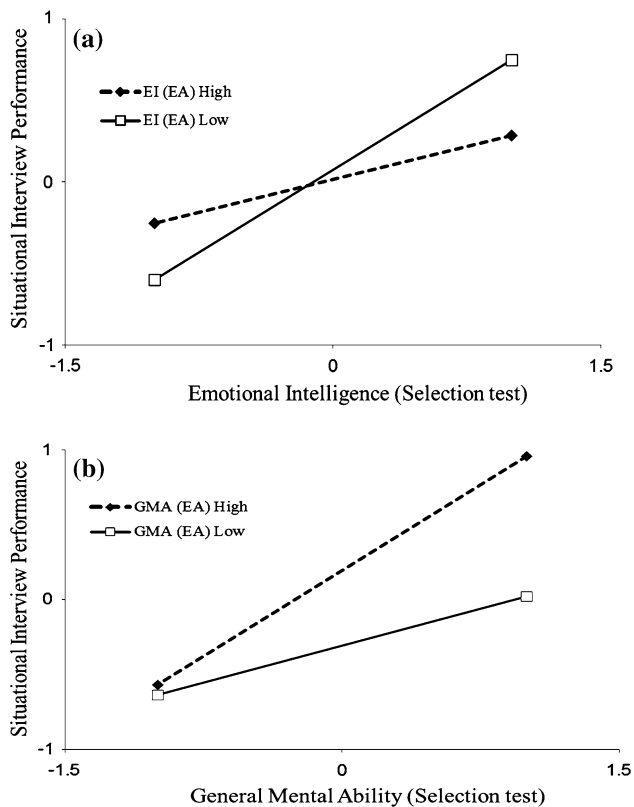 (a)
EI (EA) High
EI (EA) Low
Situational Interview Performance
1
0
-1
-1.5
0
1.5
Emotional Intelligence (Selection test)
(b)
GMA (EA) High
GMA (EA) Low
Situational Interview Performance
1
0
-1
-1.5
0
1.5
General Mental Ability (Selection test)